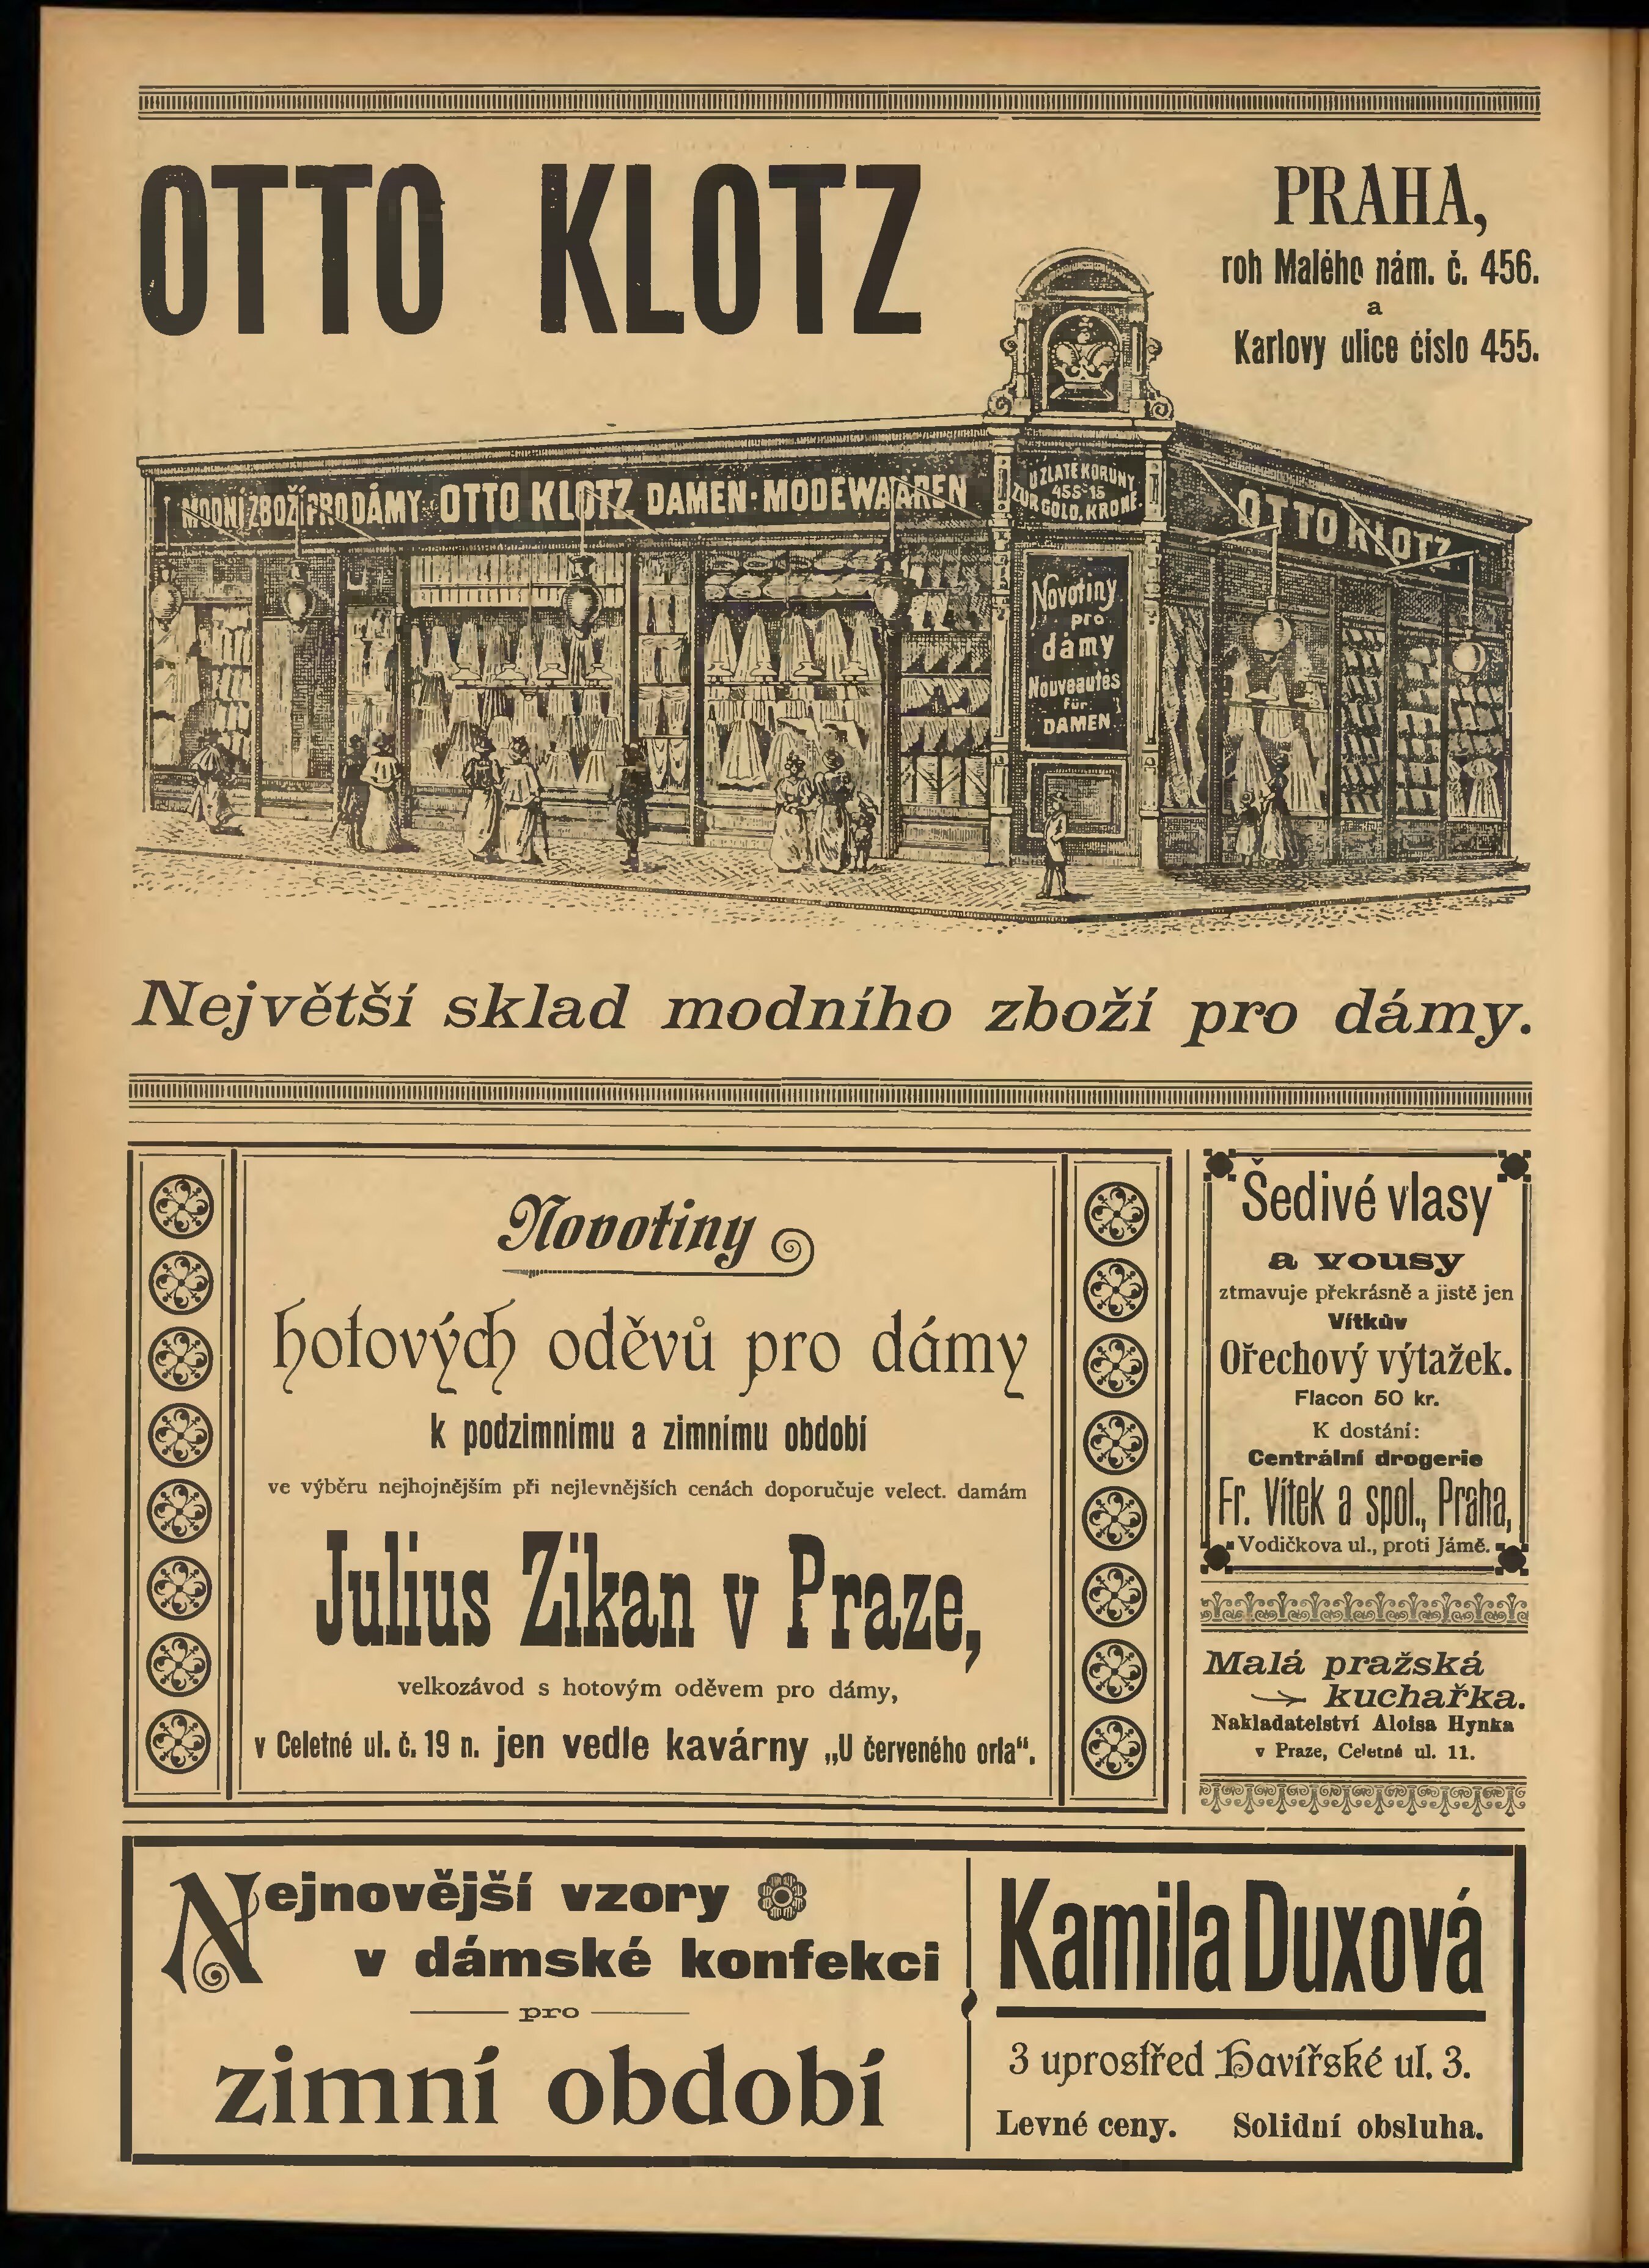 OTTO KLOTZ
PRAHA,
roh Malého nám. č. 456.
a
Karlovy ulice číslo 455.
MODNÍ ZBOŽÍ PRO DÁMY · OTTO KLOTZ DAMEN · MODEWAAREN
U ZLATÉ KORUNY
455-15
ZUR GOLD. KRONE.
OTTO KLOTZ
Novotiny
pro
dámy
Nouveautés
für
DAMEN
Největší sklad modního zboží pro dámy.
Novotiny
hotových oděvů pro dámy
k podzimnímu a zimnímu období
ve výběru nejhojnějším při nejlevnějších cenách doporučuje velect. damám
Julius Zikan v Praze,
velkozávod s hotovým oděvem pro dámy,
v Celetné ul. č. 19 n. jen vedle kavárny „U červeného orla“.
Šedivé vlasy
a vousy
ztmavuje překrásně a jistě jen
Vítkův
Ořechový výtažek.
Flacon 50 kr.
K dostání:
Centrální drogerie
Fr. Vítek a spol., Praha,
Vodičkova ul., proti Jámě.
Malá pražská
kuchařka.
Nakladatelství Aloisa Hynka
v Praze, Celetná ul. 11.
Nejnovější vzory
v dámské konfekci
pro
zimní období
Kamila Duxová
3 uprostřed Havířské ul. 3.
Levné ceny. Solidní obsluha.